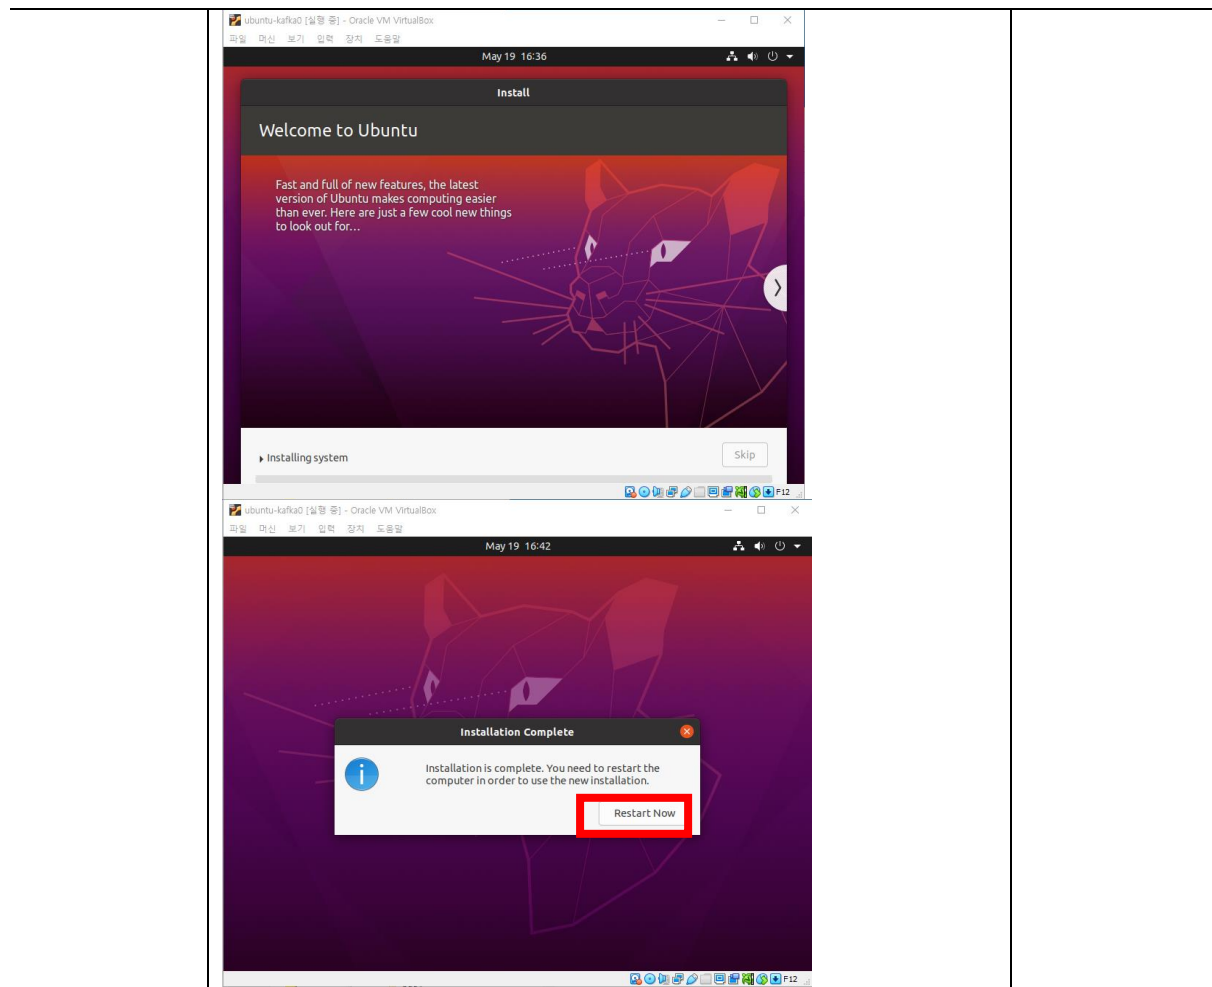 ubuntu-kafka0 [실행 중] - Oracle VM VirtualBox
파일 머신 보기 입력 장치 도움말
May 19 16:36
Install
Welcome to Ubuntu
Fast and full of new features, the latest
version of Ubuntu makes computing easier
than ever. Here are just a few cool new things
to look out for...
Installing system
Skip
F12
ubuntu-kafka0 [실행 중] - Oracle VM VirtualBox
파일 머신 보기 입력 장치 도움말
May 19 16:42
Installation Complete
Installation is complete. You need to restart the
computer in order to use the new installation.
Restart Now
F12